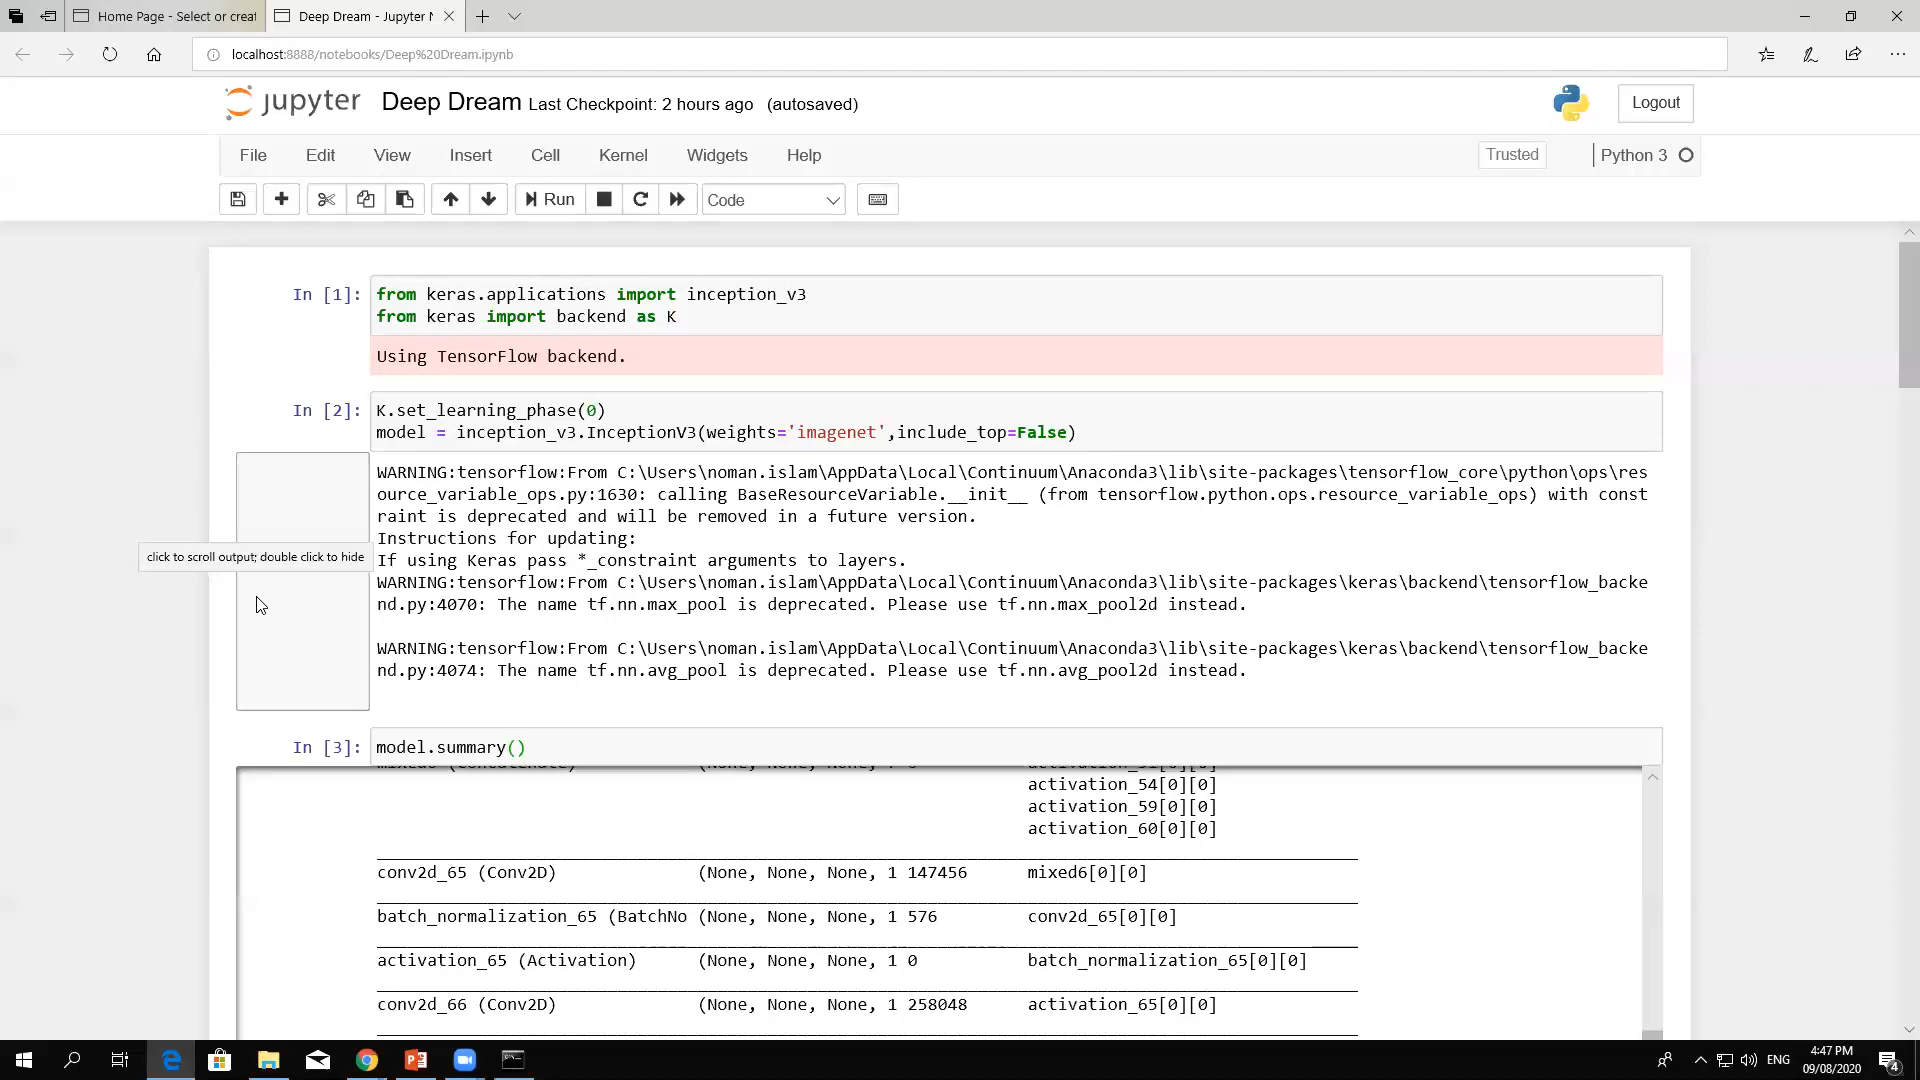 Home Page - Select or creat
Deep Dream - Jupyter N
localhost:8888/notebooks/Deep%20Dream.ipynb
jupyter Deep Dream Last Checkpoint: 2 hours ago (autosaved)
Logout
File Edit View Insert Cell Kernel Widgets Help
Trusted
Python 3
Run
Code
In [1]:
from keras.applications import inception_v3
from keras import backend as K
Using TensorFlow backend.
In [2]:
K.set_learning_phase(0)
model = inception_v3.InceptionV3(weights='imagenet',include_top=False)
WARNING:tensorflow:From C:\Users\noman.islam\AppData\Local\Continuum\Anaconda3\lib\site-packages\tensorflow_core\python\ops\res
ource_variable_ops.py:1630: calling BaseResourceVariable.__init__ (from tensorflow.python.ops.resource_variable_ops) with const
raint is deprecated and will be removed in a future version.
Instructions for updating:
click to scroll output; double click to hide
If using Keras pass *_constraint arguments to layers.
WARNING:tensorflow:From C:\Users\noman.islam\AppData\Local\Continuum\Anaconda3\lib\site-packages\keras\backend\tensorflow_backe
nd.py:4070: The name tf.nn.max_pool is deprecated. Please use tf.nn.max_pool2d instead.
WARNING:tensorflow:From C:\Users\noman.islam\AppData\Local\Continuum\Anaconda3\lib\site-packages\keras\backend\tensorflow_backe
nd.py:4074: The name tf.nn.avg_pool is deprecated. Please use tf.nn.avg_pool2d instead.
In [3]:
model.summary()
activation_54[0][0]
activation_59[0][0]
activation_60[0][0]
conv2d_65 (Conv2D) (None, None, None, 1 147456 mixed6[0][0]
batch_normalization_65 (BatchNo (None, None, None, 1 576 conv2d_65[0][0]
activation_65 (Activation) (None, None, None, 1 0 batch_normalization_65[0][0]
conv2d_66 (Conv2D) (None, None, None, 1 258048 activation_65[0][0]
ENG
4:47 PM
09/08/2020
4